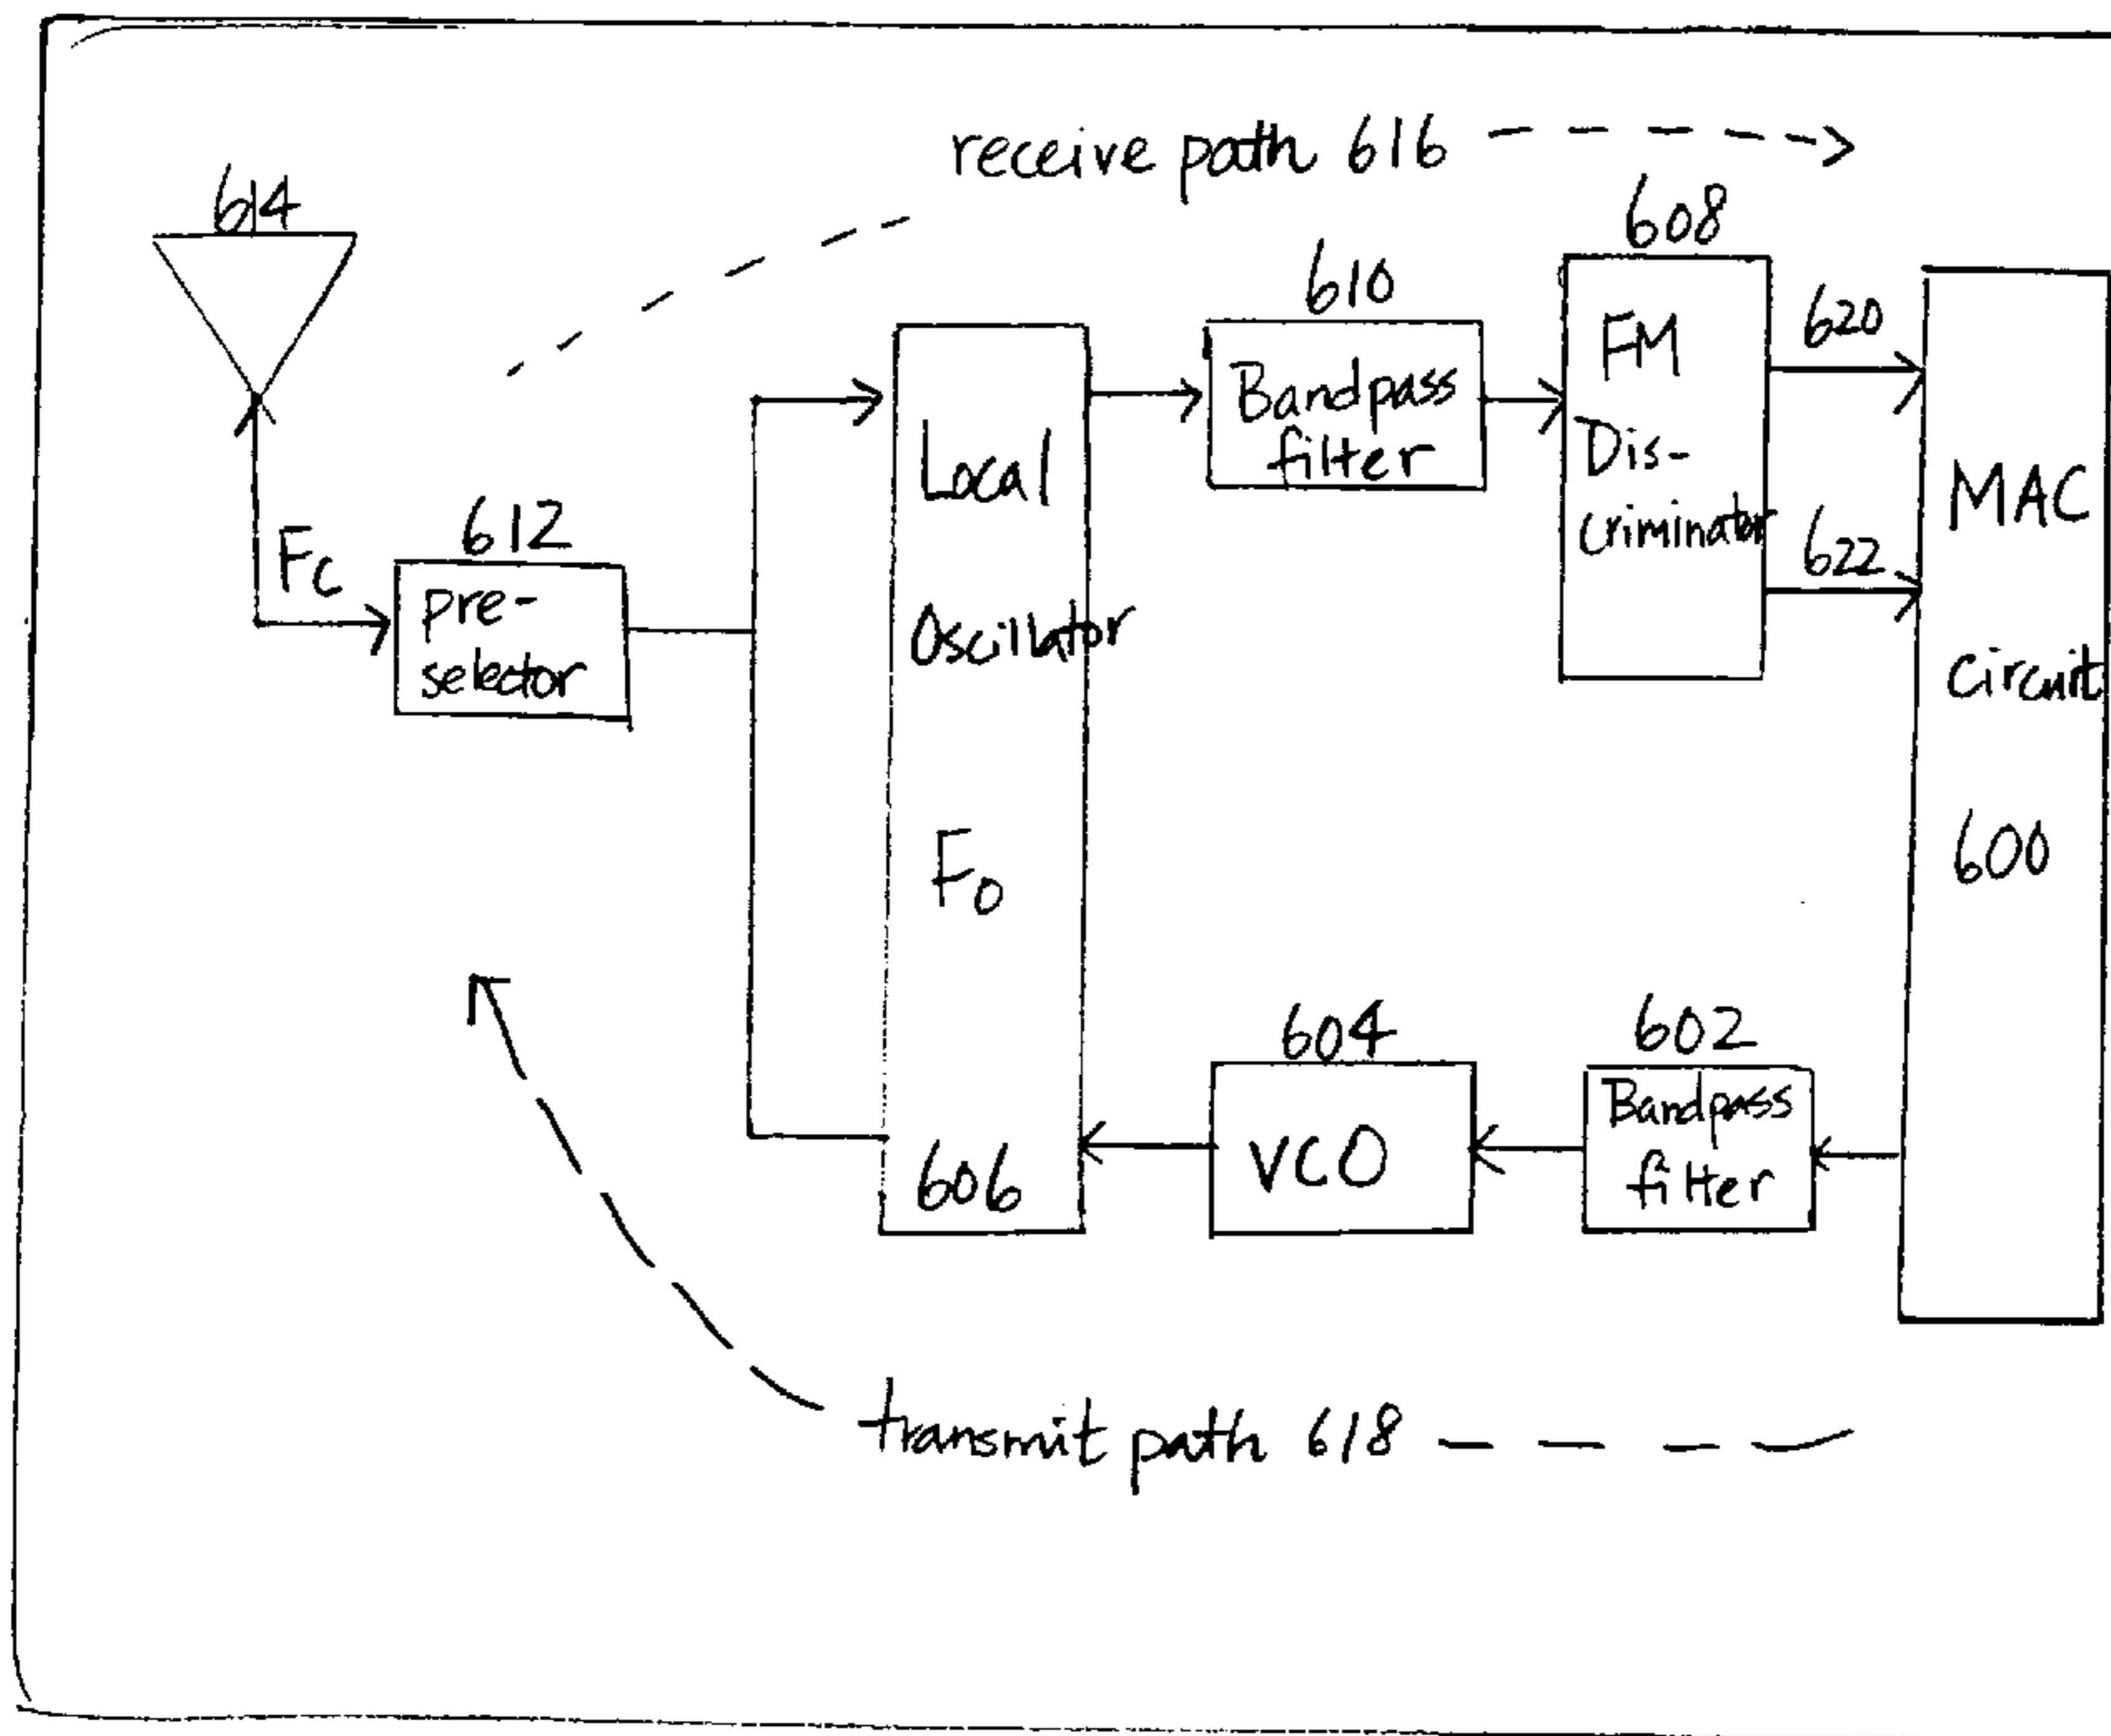 receive path 616
614
608
610
620
FM
Bandpass
filter
Dis-
criminator
Local
MAC
612
Fc
622
pre-
selector
Oscillator
circuit
Fo
600
604
602
Bandpass
filter
VCO
606
transmit path 618